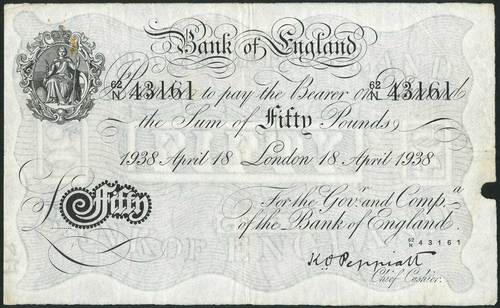 Bank of England
62/N 43161 62/N 43161
Promise to pay the Bearer on Demand
the Sum of Fifty Pounds
1938 April 18 London 18 April 1938
For the Govr. and Compa.
of the Bank of England.
£ Fifty
62/N 43161
K.O. Peppiatt
Chief Cashier.